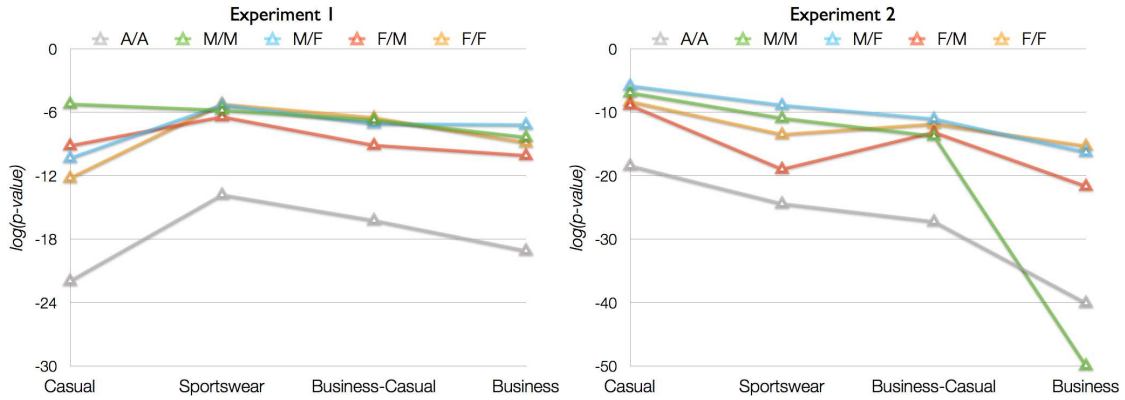 Experiment 1
A/A M/M M/F F/M F/F
0
-6
-12
-18
-24
-30
log(p-value)
Casual Sportswear Business-Casual Business
Experiment 2
A/A M/M M/F F/M F/F
0
-10
-20
-30
-40
-50
log(p-value)
Casual Sportswear Business-Casual Business